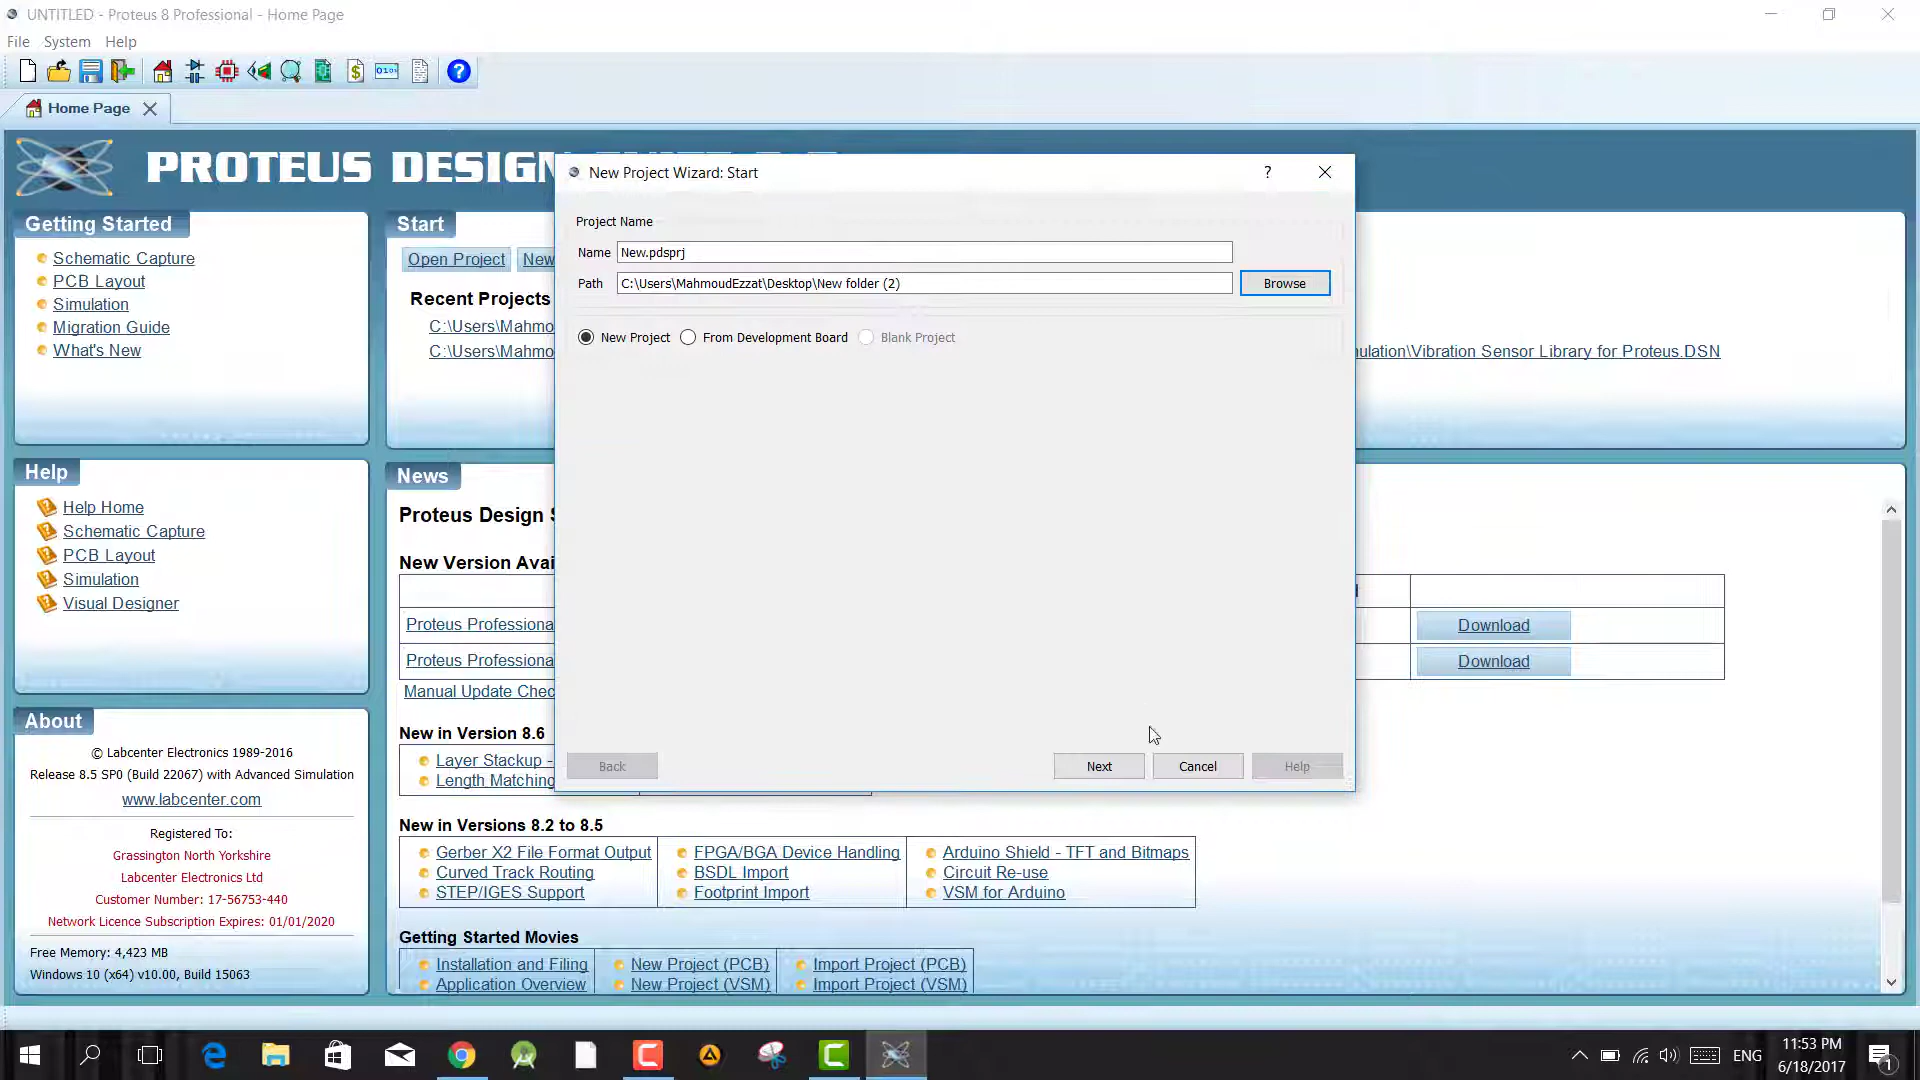 UNTITLED - Proteus 8 Professional - Home Page
File System Help
Home Page
PROTEUS DESIGN
Getting Started
Schematic Capture
PCB Layout
Simulation
Migration Guide
What's New
Start
Open Project New
Recent Projects
C:\Users\Mahmo
C:\Users\Mahmo
ulation\Vibration Sensor Library for Proteus.DSN
New Project Wizard: Start
?
Project Name
Name New.pdsprj
Path C:\Users\MahmoudEzzat\Desktop\New folder (2) Browse
New Project From Development Board Blank Project
Back Next Cancel Help
Help
Help Home
Schematic Capture
PCB Layout
Simulation
Visual Designer
News
Proteus Design
New Version Avai
Proteus Professiona Download
Proteus Professiona Download
Manual Update Chec
New in Version 8.6
Layer Stackup -
Length Matching
New in Versions 8.2 to 8.5
Gerber X2 File Format Output FPGA/BGA Device Handling Arduino Shield - TFT and Bitmaps
Curved Track Routing BSDL Import Circuit Re-use
STEP/IGES Support Footprint Import VSM for Arduino
Getting Started Movies
Installation and Filing New Project (PCB) Import Project (PCB)
Application Overview New Project (VSM) Import Project (VSM)
About
© Labcenter Electronics 1989-2016
Release 8.5 SP0 (Build 22067) with Advanced Simulation
www.labcenter.com
Registered To:
Grassington North Yorkshire
Labcenter Electronics Ltd
Customer Number: 17-56753-440
Network Licence Subscription Expires: 01/01/2020
Free Memory: 4,423 MB
Windows 10 (x64) v10.00, Build 15063
ENG
11:53 PM
6/18/2017
1